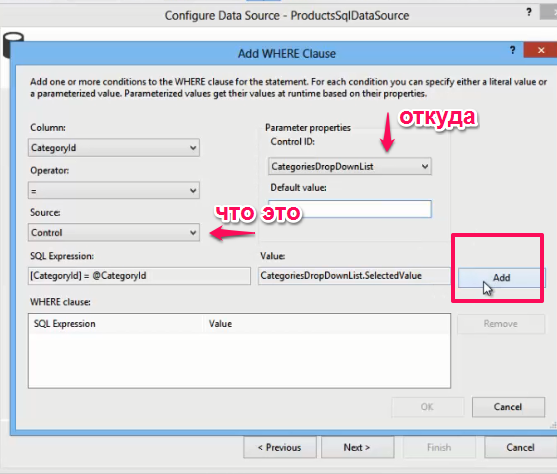 Configure Data Source - ProductsSqlDataSource
?
Add WHERE Clause
?
Add one or more conditions to the WHERE clause for the statement. For each condition you can specify either a literal value or
a parameterized value. Parameterized values get their values at runtime based on their properties.
Column:
CategoryId
Operator:
=
Source:
Control
что это
Parameter properties
откуда
Control ID:
CategoriesDropDownList
Default value:
SQL Expression:
[CategoryId] = @CategoryId
Value:
CategoriesDropDownList.SelectedValue
Add
WHERE clause:
SQL Expression Value
Remove
OK Cancel
< Previous Next > Finish Cancel